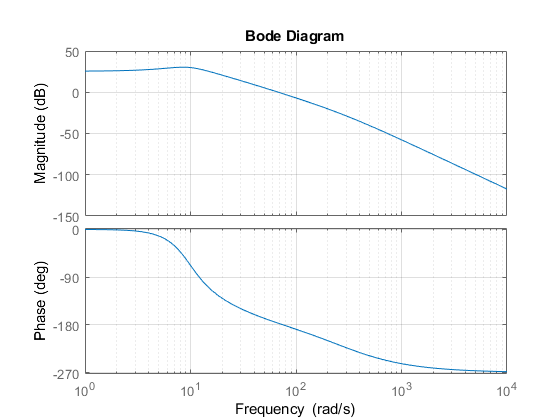 Bode Diagram
50
0
-50
-100
-150
Magnitude (dB)
0
-90
-180
-270
Phase (deg)
10^0 10^1 10^2 10^3 10^4
Frequency (rad/s)